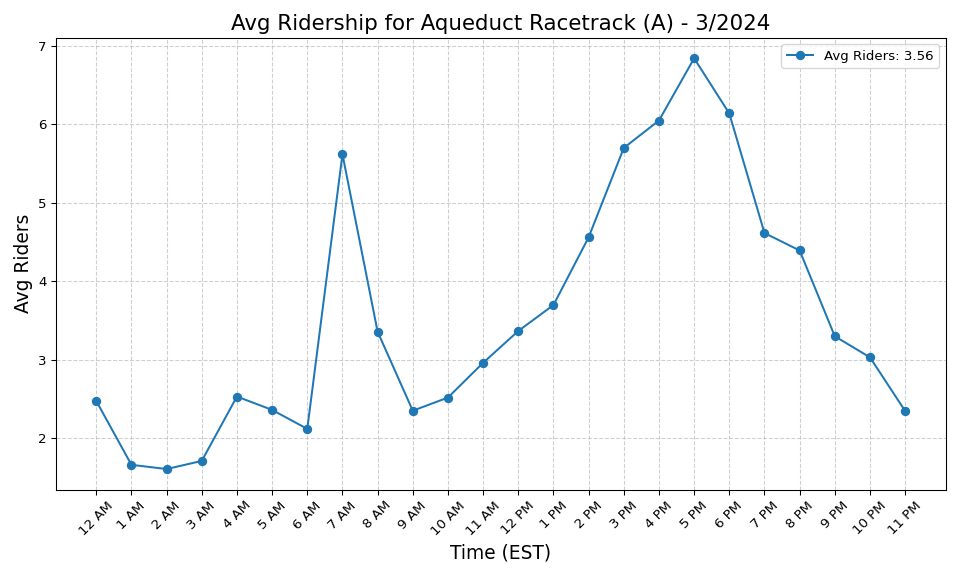 Avg Ridership for Aqueduct Racetrack (A) - 3/2024
Avg Riders: 3.56
7
6
5
4
3
2
Avg Riders
12 AM
1 AM
2 AM
3 AM
4 AM
5 AM
6 AM
7 AM
8 AM
9 AM
10 AM
11 AM
12 PM
1 PM
2 PM
3 PM
4 PM
5 PM
6 PM
7 PM
8 PM
9 PM
10 PM
11 PM
Time (EST)